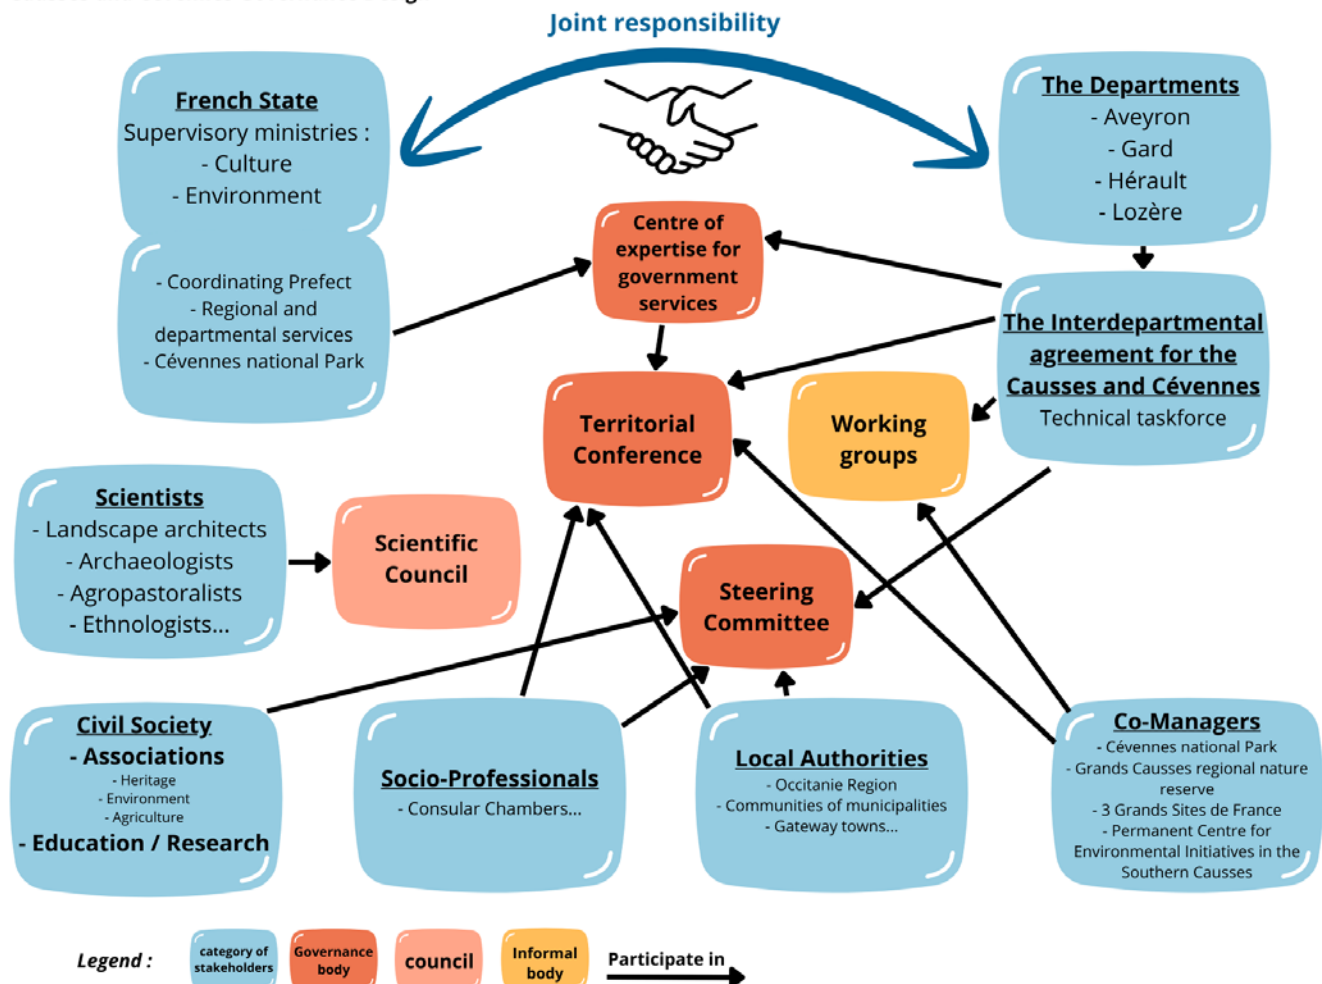 Joint responsibility
French State
Supervisory ministries :
- Culture
- Environment
- Coordinating Prefect
- Regional and
departmental services
- Cévennes national Park
The Departments
- Aveyron
- Gard
- Hérault
- Lozère
Centre of
expertise for
government
services
The Interdepartmental
agreement for the
Causses and Cévennes
Technical taskforce
Territorial
Conference
Working
groups
Scientists
- Landscape architects
- Archaeologists
- Agropastoralists
- Ethnologists...
Scientific
Council
Steering
Committee
Civil Society
- Associations
- Heritage
- Environment
- Agriculture
- Education / Research
Socio-Professionals
- Consular Chambers...
Local Authorities
- Occitanie Region
- Communities of municipalities
- Gateway towns...
Co-Managers
- Cévennes national Park
- Grands Causses regional nature
reserve
- 3 Grands Sites de France
- Permanent Centre for
Environmental Initiatives in the
Southern Causses
Legend :
category of
stakeholders
Governance
body
council
Informal
body
Participate in